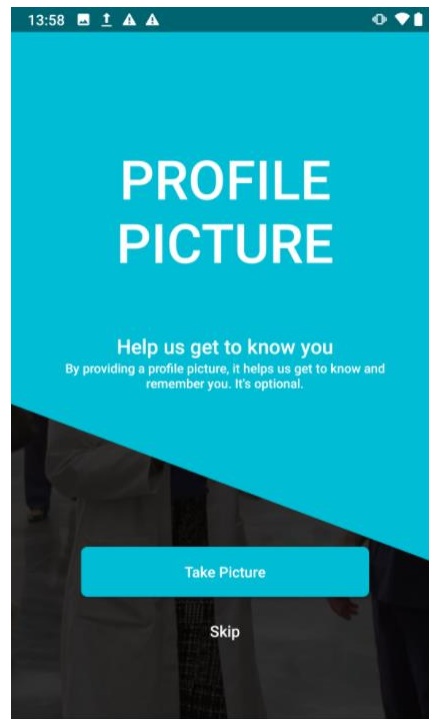 13:58
PROFILE
PICTURE
Help us get to know you
By providing a profile picture, it helps us get to know and
remember you. It's optional.
Take Picture
Skip